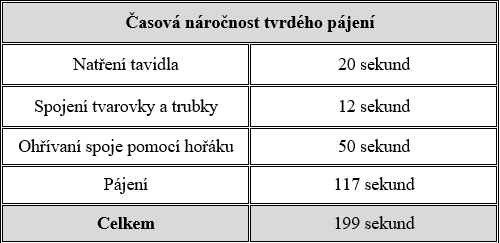 Časová náročnost tvrdého pájení
Natření tavidla 20 sekund
Spojení tvarovky a trubky 12 sekund
Ohřívaní spoje pomocí hořáku 50 sekund
Pájení 117 sekund
Celkem 199 sekund